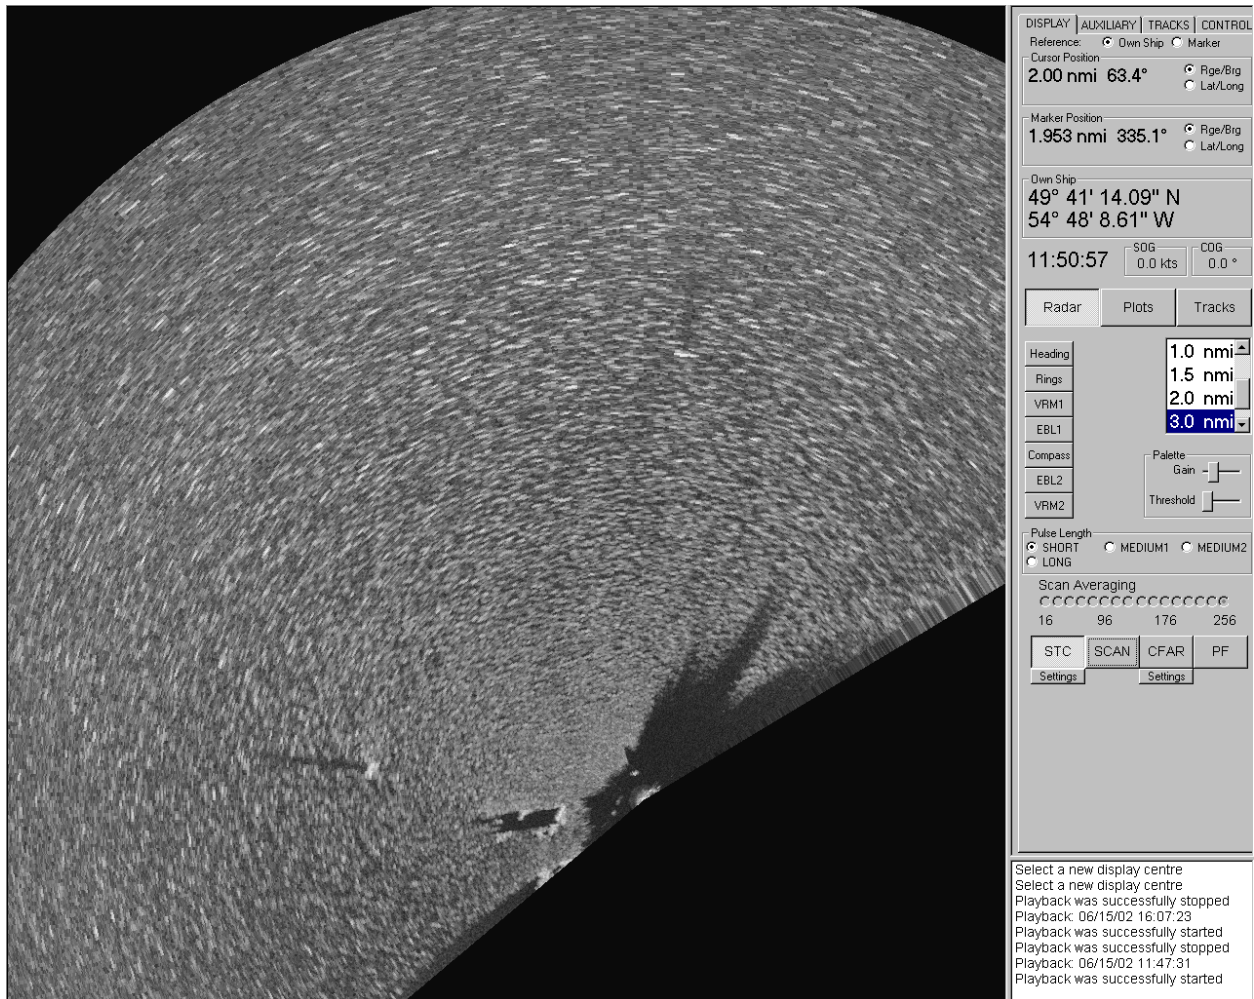 DISPLAY AUXILIARY TRACKS CONTROL
Reference: Own Ship Marker
Cursor Position
2.00 nmi 63.4° Rge/Brg
Lat/Long
Marker Position
1.953 nmi 335.1° Rge/Brg
Lat/Long
Own Ship
49° 41' 14.09" N
54° 48' 8.61" W
11:50:57 SOG 0.0 kts COG 0.0 °
Radar Plots Tracks
Heading
Rings
VRM1
EBL1
Compass
EBL2
VRM2
1.0 nmi
1.5 nmi
2.0 nmi
3.0 nmi
Palette
Gain
Threshold
Pulse Length
SHORT MEDIUM1 MEDIUM2
LONG
Scan Averaging
16 96 176 256
STC SCAN CFAR PF
Settings Settings
Select a new display centre
Select a new display centre
Playback was successfully stopped
Playback: 06/15/02 16:07:23
Playback was successfully started
Playback was successfully stopped
Playback: 06/15/02 11:47:31
Playback was successfully started